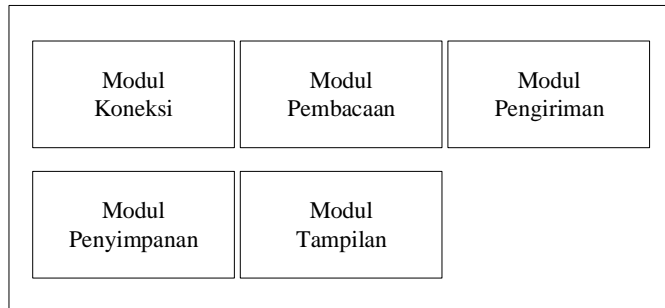 Modul
Koneksi
Modul
Pembacaan
Modul
Pengiriman
Modul
Penyimpanan
Modul
Tampilan